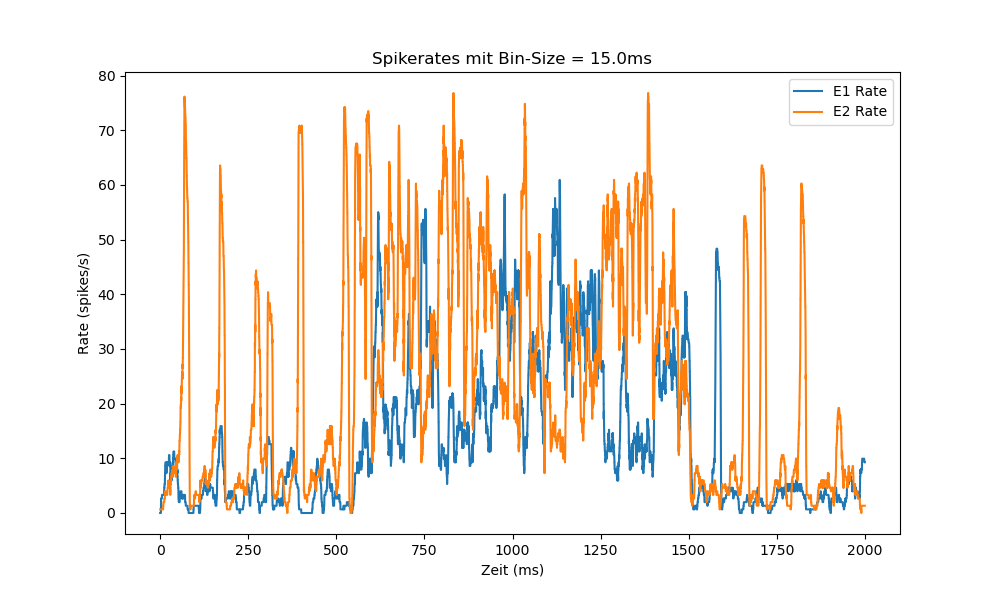 Spikerates mit Bin-Size = 15.0ms
E1 Rate
E2 Rate
80
70
60
50
40
30
20
10
0
Rate (spikes/s)
0 250 500 750 1000 1250 1500 1750 2000
Zeit (ms)